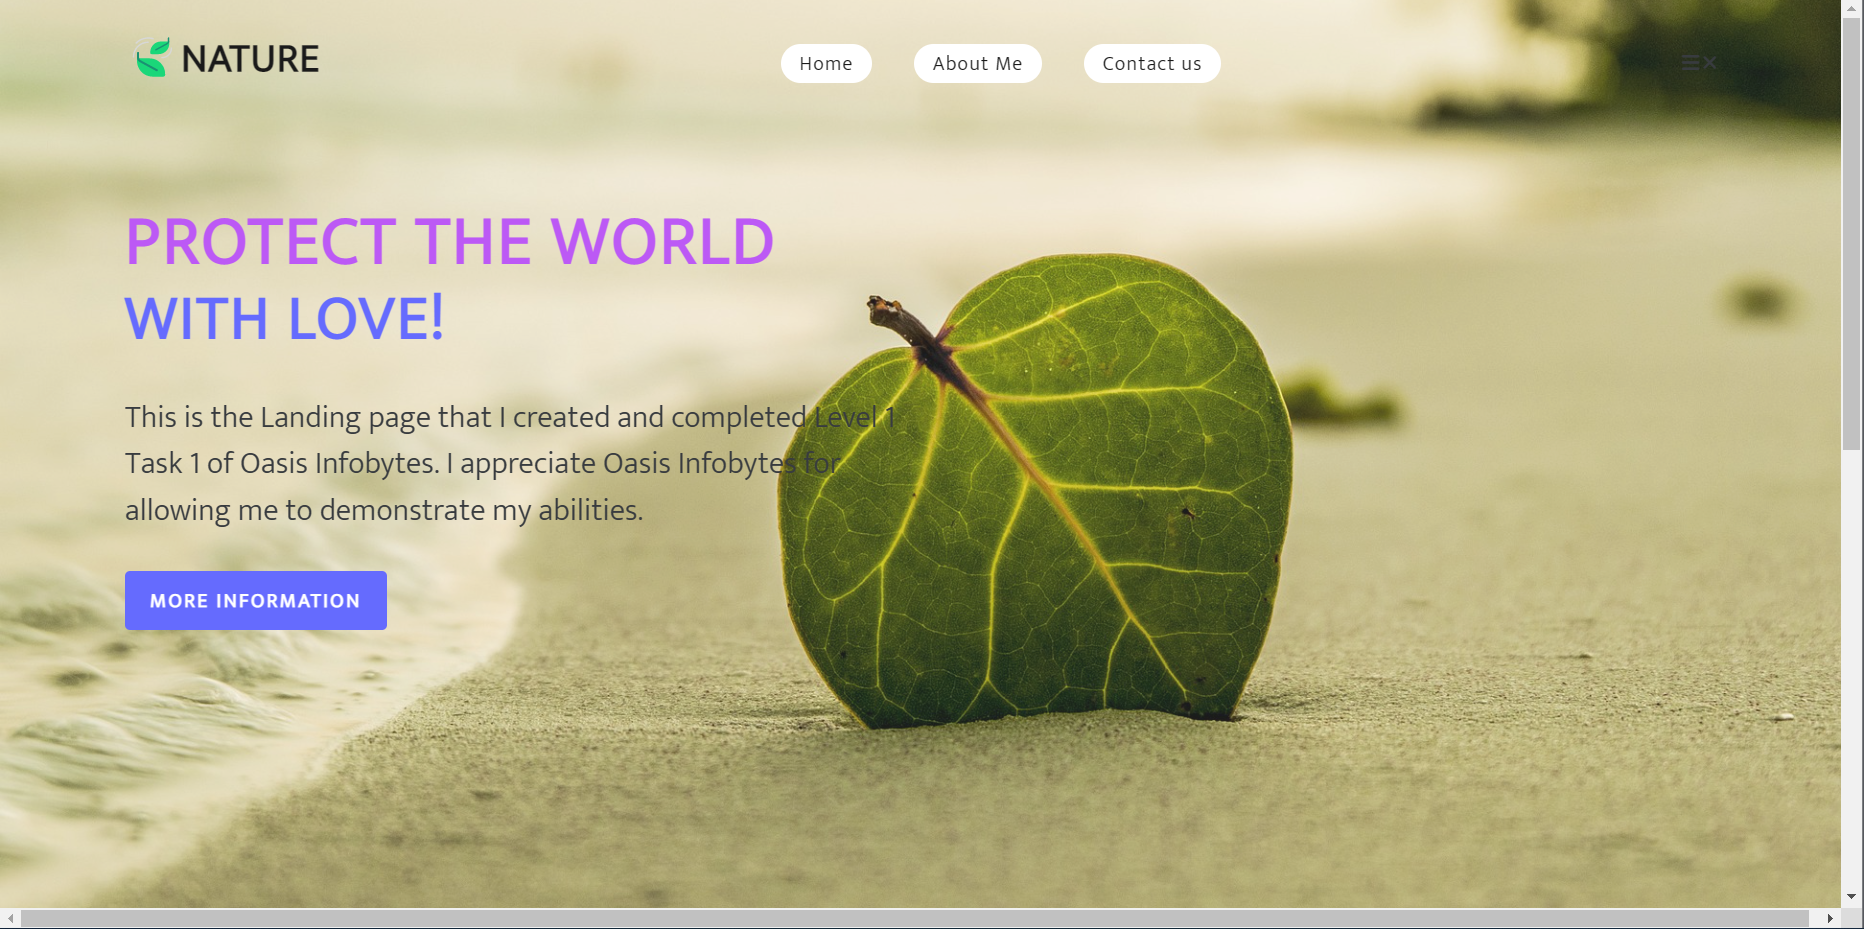 NATURE
Home
About Me
Contact us
PROTECT THE WORLD
WITH LOVE!
This is the Landing page that I created and completed Level 1
Task 1 of Oasis Infobytes. I appreciate Oasis Infobytes for
allowing me to demonstrate my abilities.
MORE INFORMATION